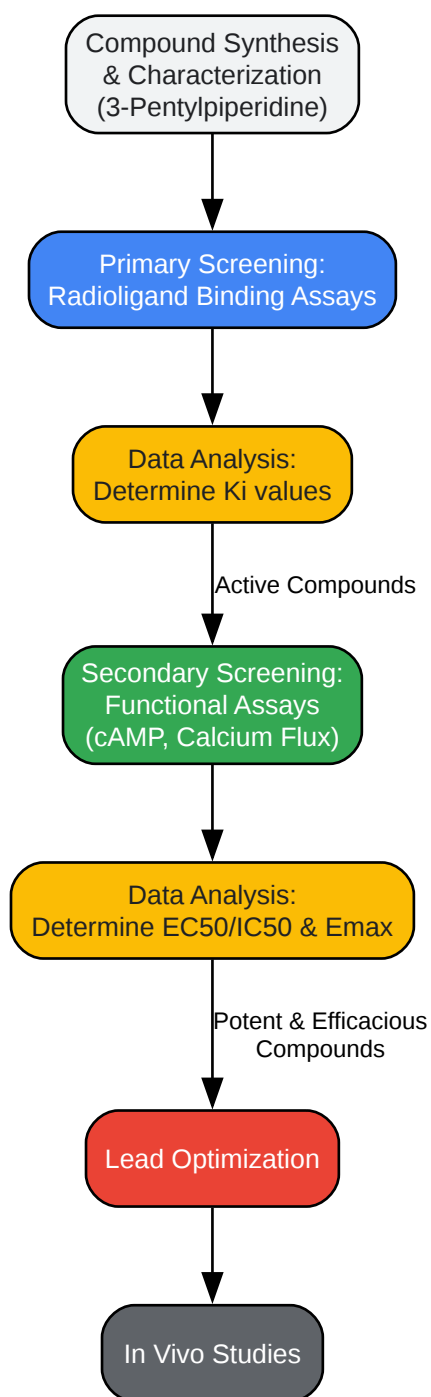 Compound Synthesis
& Characterization
(3-Pentylpiperidine)
Primary Screening:
Radioligand Binding Assays
Data Analysis:
Determine Ki values
Active Compounds
Secondary Screening:
Functional Assays
(cAMP, Calcium Flux)
Data Analysis:
Determine EC50/IC50 & Emax
Potent & Efficacious
Compounds
Lead Optimization
In Vivo Studies